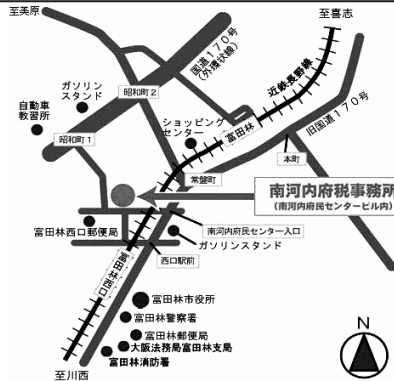 至美原
至喜志
国道170号
(外環状線)
近鉄長野線
ガソリン
スタンド
昭和町2
旧国道170号
自動車
教習所
ショッピング
センター
富田林
昭和町1
本町
常盤町
南河内府税事務所
(南河内府民センタービル内)
富田林西口郵便局
南河内府民センター入口
ガソリンスタンド
西口駅前
富田林西口
富田林市役所
富田林警察署
富田林郵便局
大阪法務局富田林支局
富田林消防署
至川西
N